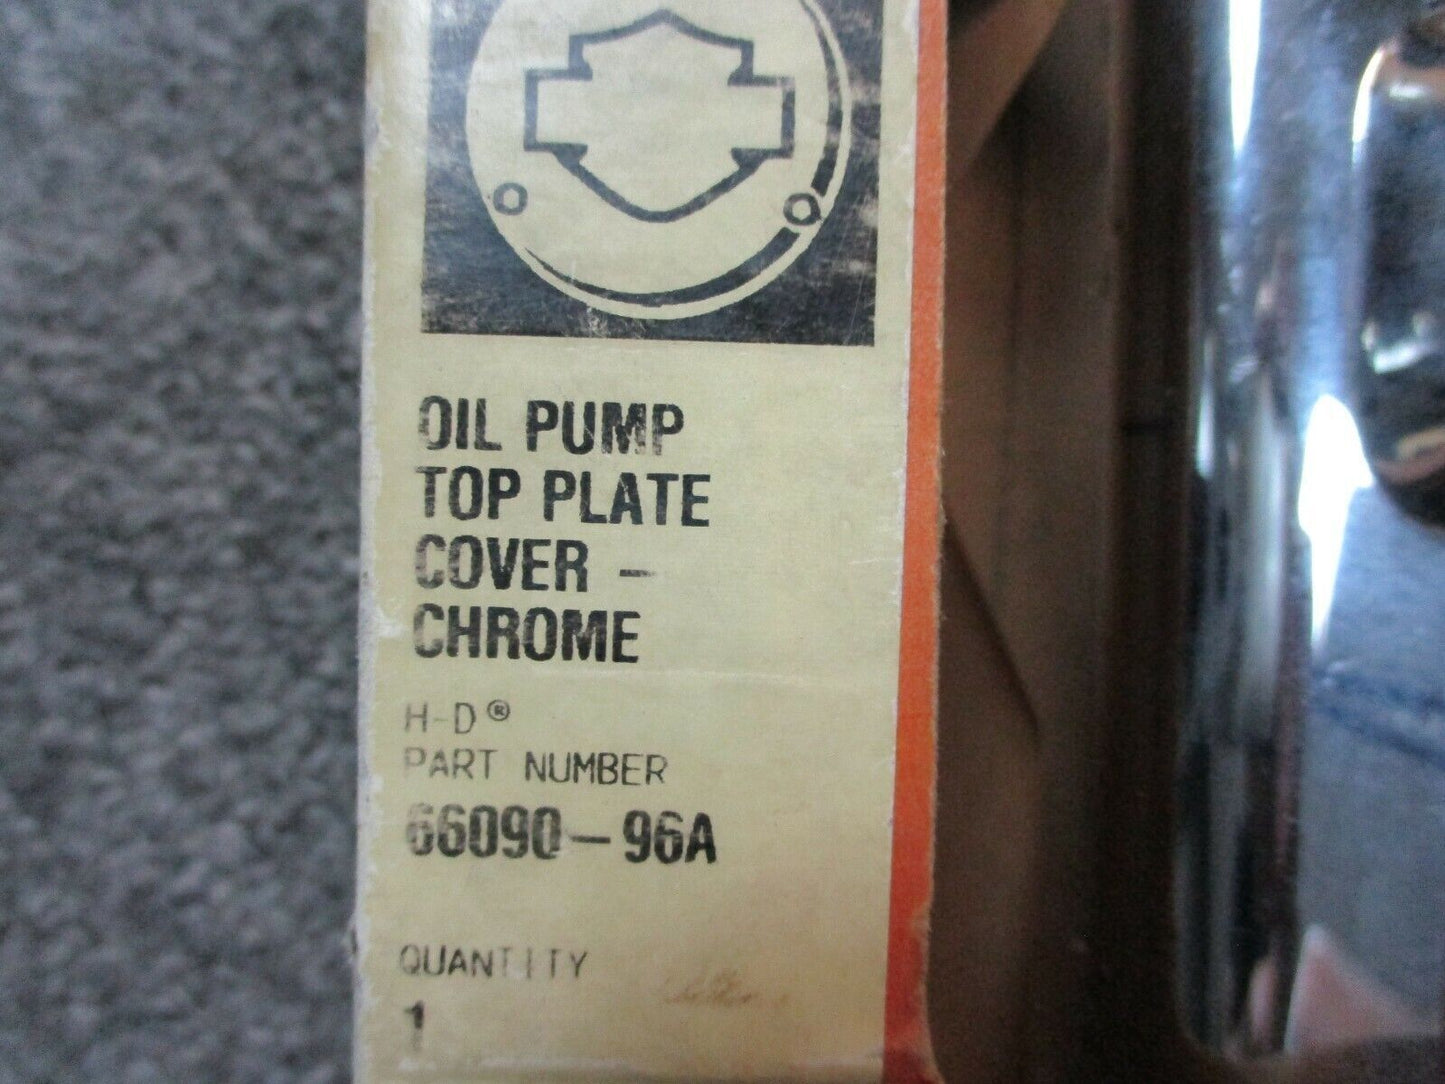 OIL PUMP
TOP PLATE
COVER -
CHROME
H-D®
PART NUMBER
66090-96A
QUANTITY
1